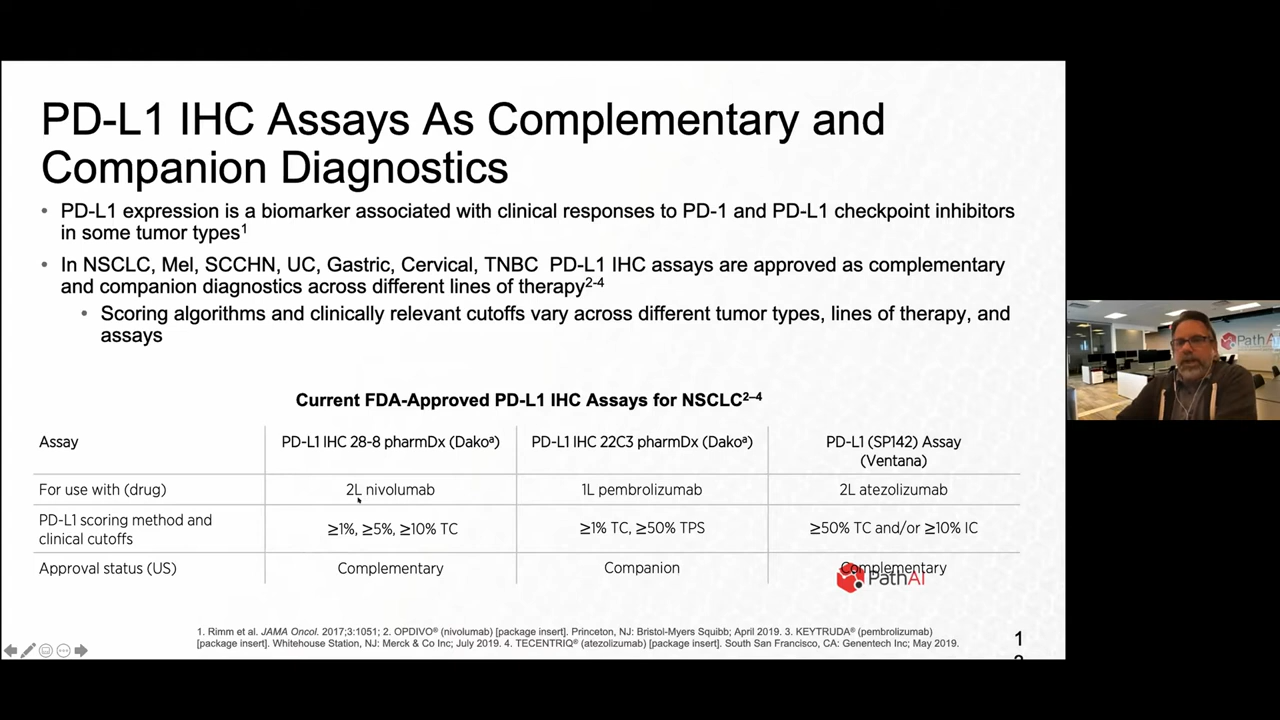 PD-L1 IHC Assays As Complementary and
Companion Diagnostics
• PD-L1 expression is a biomarker associated with clinical responses to PD-1 and PD-L1 checkpoint inhibitors
in some tumor types1
• In NSCLC, Mel, SCCHN, UC, Gastric, Cervical, TNBC PD-L1 IHC assays are approved as complementary
and companion diagnostics across different lines of therapy2-4
• Scoring algorithms and clinically relevant cutoffs vary across different tumor types, lines of therapy, and
assays
Current FDA-Approved PD-L1 IHC Assays for NSCLC2–4
Assay PD-L1 IHC 28-8 pharmDx (Dakoa) PD-L1 IHC 22C3 pharmDx (Dakoa) PD-L1 (SP142) Assay
(Ventana)
For use with (drug) 2L nivolumab 1L pembrolizumab 2L atezolizumab
PD-L1 scoring method and
clinical cutoffs ≥1%, ≥5%, ≥10% TC ≥1% TC, ≥50% TPS ≥50% TC and/or ≥10% IC
Approval status (US) Complementary Companion Complementary
PathAI
1. Rimm et al. JAMA Oncol. 2017;3:1051; 2. OPDIVO® (nivolumab) [package insert]. Princeton, NJ: Bristol-Myers Squibb; April 2019. 3. KEYTRUDA® (pembrolizumab)
[package insert]. Whitehouse Station, NJ: Merck & Co Inc; July 2019. 4. TECENTRIQ® (atezolizumab) [package insert]. South San Francisco, CA: Genentech Inc; May 2019.
1
PathAI